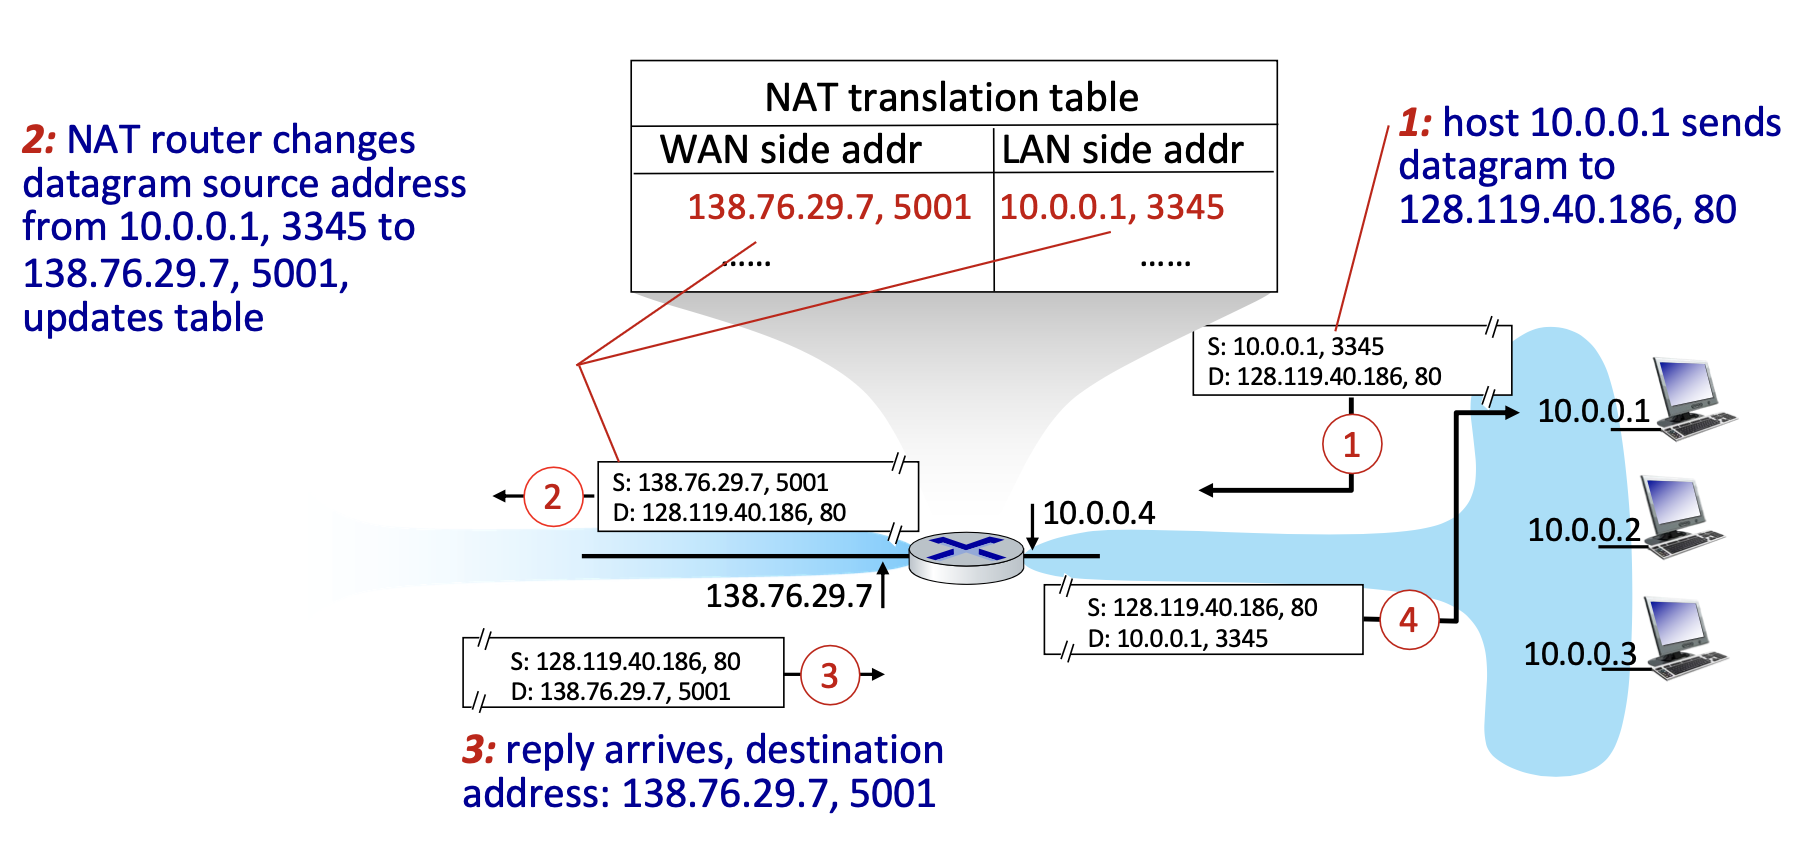 NAT translation table
WAN side addr
LAN side addr
138.76.29.7, 5001
10.0.0.1, 3345
......
......
1: host 10.0.0.1 sends
datagram to
128.119.40.186, 80
2: NAT router changes
datagram source address
from 10.0.0.1, 3345 to
138.76.29.7, 5001,
updates table
S: 10.0.0.1, 3345
D: 128.119.40.186, 80
1
10.0.0.1
S: 138.76.29.7, 5001
D: 128.119.40.186, 80
2
10.0.0.4
10.0.0.2
138.76.29.7
S: 128.119.40.186, 80
D: 10.0.0.1, 3345
4
10.0.0.3
S: 128.119.40.186, 80
D: 138.76.29.7, 5001
3
3: reply arrives, destination
address: 138.76.29.7, 5001